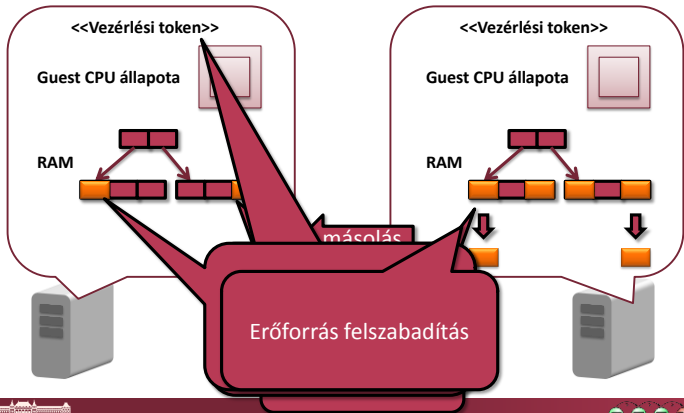 <<Vezérlési token>>
Guest CPU állapota
RAM
<<Vezérlési token>>
Guest CPU állapota
RAM
másolás
Erőforrás felszabadítás